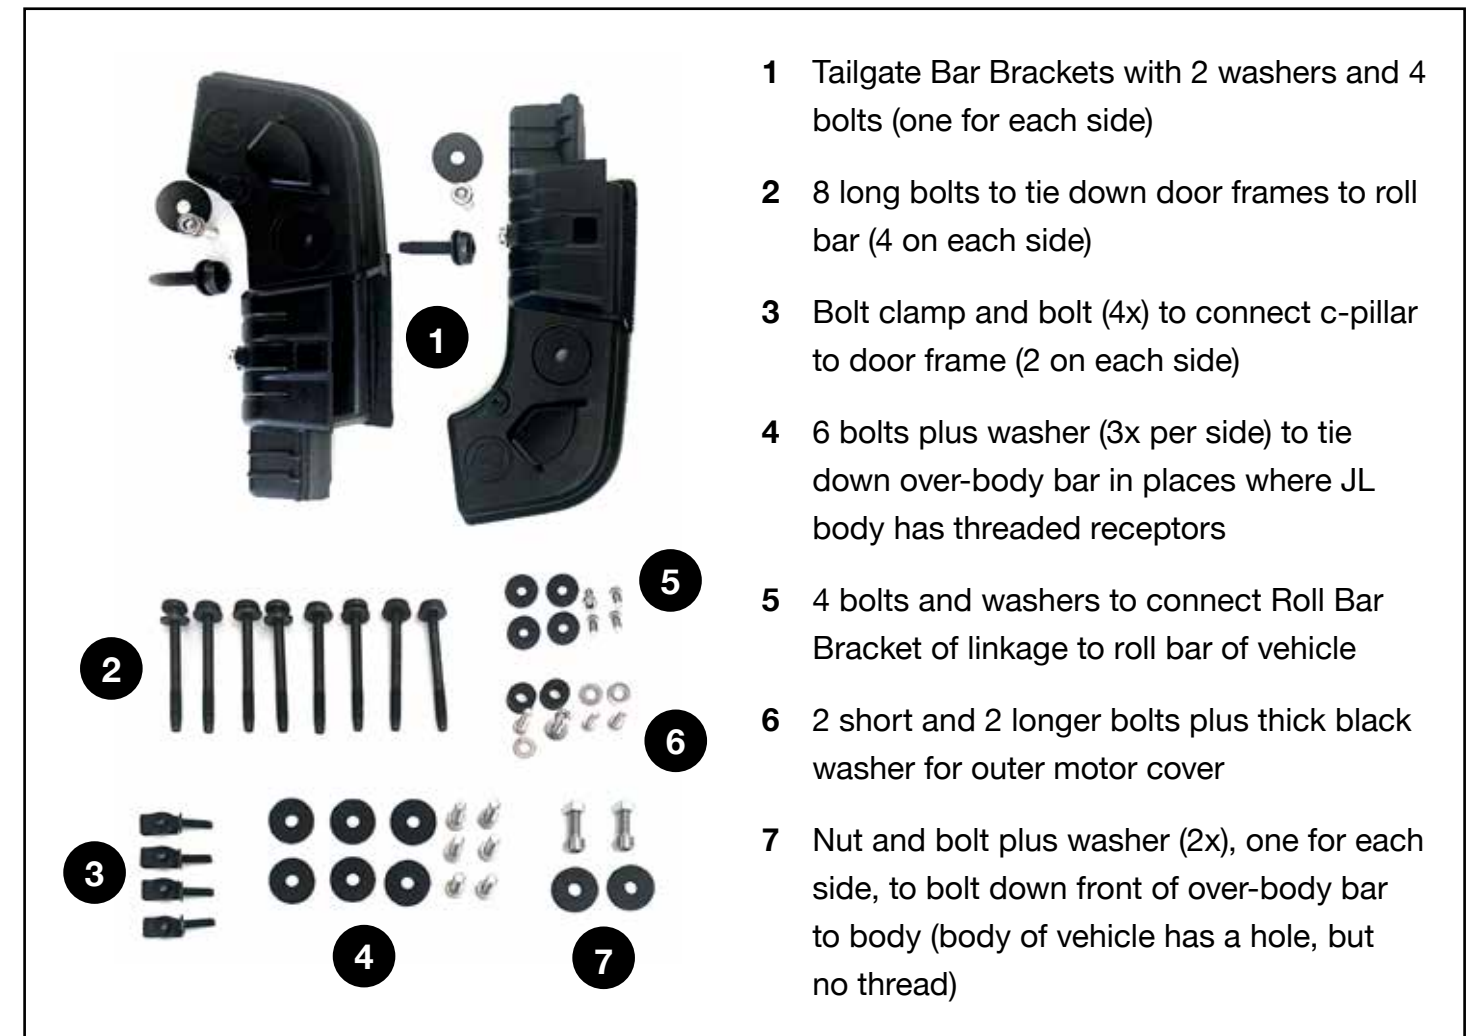 1 Tailgate Bar Brackets with 2 washers and 4
bolts (one for each side)
2 8 long bolts to tie down door frames to roll
bar (4 on each side)
3 Bolt clamp and bolt (4x) to connect c-pillar
to door frame (2 on each side)
4 6 bolts plus washer (3x per side) to tie
down over-body bar in places where JL
body has threaded receptors
5 4 bolts and washers to connect Roll Bar
Bracket of linkage to roll bar of vehicle
6 2 short and 2 longer bolts plus thick black
washer for outer motor cover
7 Nut and bolt plus washer (2x), one for each
side, to bolt down front of over-body bar
to body (body of vehicle has a hole, but
no thread)
1
2
5
6
3
4
7